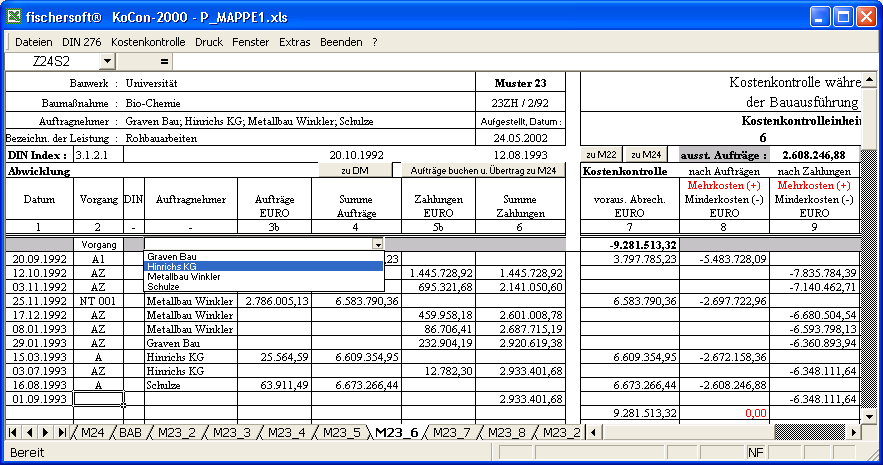 fischersoft® KoCon-2000 - P_MAPPE1.xls
Dateien DIN 276 Kostenkontrolle Druck Fenster Extras Beenden ?
Z24S2 =
Bauwerk : Universität Muster 23 Kostenkontrolle währe
Baumaßnahme : Bio-Chemie 23ZH / 2/92 der Bauausführung
Auftragnehmer : Graven Bau; Hinrichs KG; Metallbau Winkler; Schulze Aufgestellt, Datum : Kostenkontrolleinhei
Bezeichn. der Leistung : Rohbauarbeiten 24.05.2002 6
DIN Index : 3.1.2.1 20.10.1992 12.08.1993 zu M22 zu M24 ausst. Aufträge : 2.608.246,88
Abwicklung zu DM Aufträge buchen u. Übertrag zu M24 Kostenkontrolle nach Aufträgen nach Zahlungen
Mehrkosten (+) Mehrkosten (+)
Datum Vorgang DIN Auftragnehmer Aufträge Summe Zahlungen Summe voraus. Abrech. Minderkosten (-) Minderkosten (-)
EURO Aufträge EURO Zahlungen EURO EURO EURO
1 2 - - 3b 4 5b 6 7 8 9
Vorgang -9.281.513,32
20.09.1992 A1 Graven Bau 23 3.797.785,23 -5.483.728,09
12.10.1992 AZ Hinrichs KG 1.445.728,92 1.445.728,92 -7.835.784,39
Metallbau Winkler
03.11.1992 AZ Schulze 695.321,68 2.141.050,60 -7.140.462,71
25.11.1992 NT 001 Metallbau Winkler 2.786.005,13 6.583.790,36 6.583.790,36 -2.697.722,96
17.12.1992 AZ Metallbau Winkler 459.958,18 2.601.008,78 -6.680.504,54
08.01.1993 AZ Metallbau Winkler 86.706,41 2.687.715,19 -6.593.798,13
29.01.1993 AZ Graven Bau 232.904,19 2.920.619,38 -6.360.893,94
15.03.1993 A Hinrichs KG 25.564,59 6.609.354,95 6.609.354,95 -2.672.158,36
03.07.1993 AZ Hinrichs KG 12.782,30 2.933.401,68 -6.348.111,64
16.08.1993 A Schulze 63.911,49 6.673.266,44 6.673.266,44 -2.608.246,88
01.09.1993 2.933.401,68 -6.348.111,64
9.281.513,32 0,00
M24 BAB M23_2 M23_3 M23_4 M23_5 M23_6 M23_7 M23_8 M23_2
Bereit NF